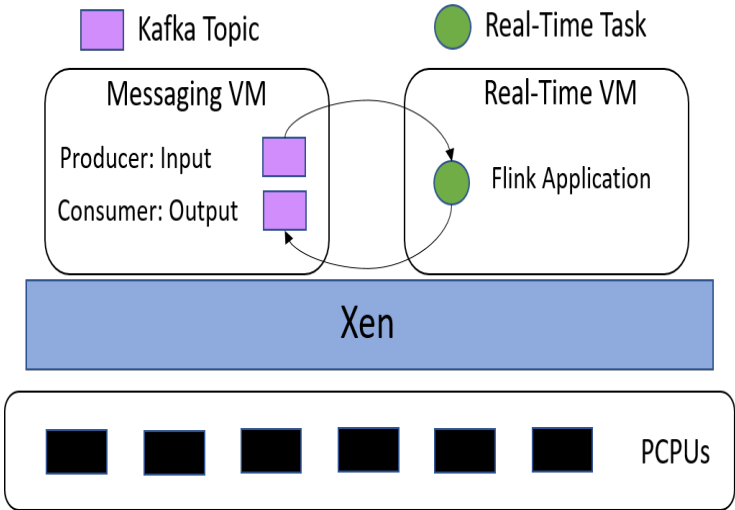 Kafka Topic
Real-Time Task
Messaging VM
Real-Time VM
Producer: Input
Flink Application
Consumer: Output
Xen
PCPUs